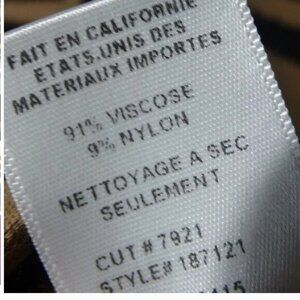 FAIT EN CALIFORNIE
ETATS.UNIS DES
MATERIAUX IMPORTES
91% VISCOSE
9% NYLON
NETTOYAGE A SEC
SEULEMENT
CUT # 7921
STYLE# 187121